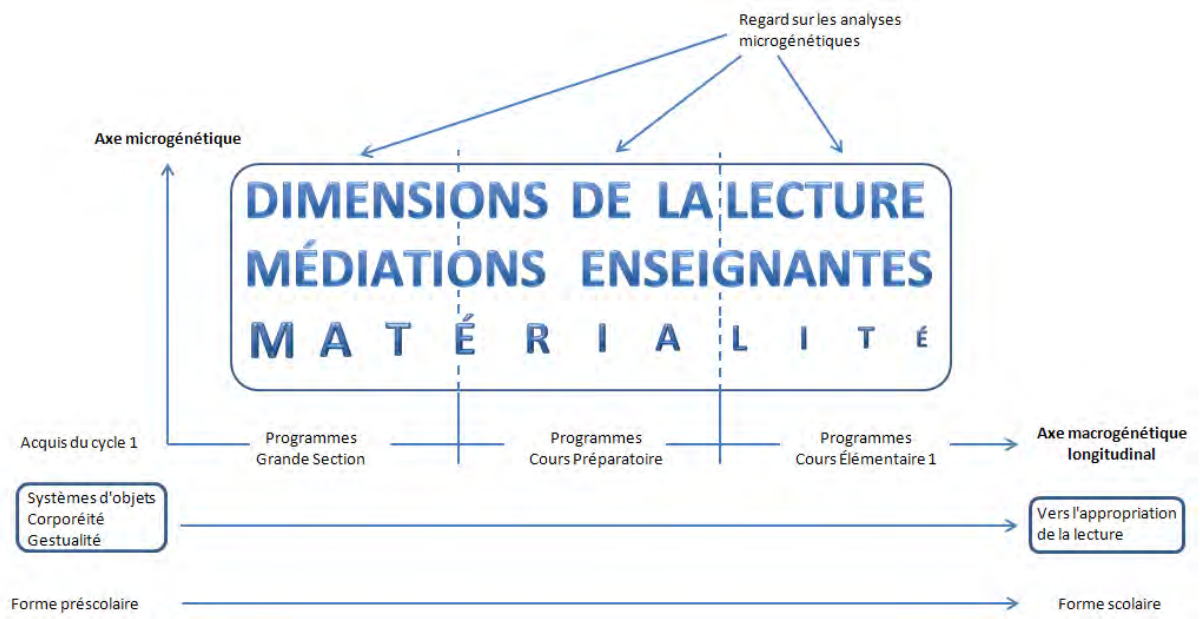 Regard sur les analyses
microgénétiques
Axe microgénétique
DIMENSIONS DE LA LECTURE
MÉDIATIONS ENSEIGNANTES
MATÉRIALITÉ
Acquis du cycle 1
Programmes
Grande Section
Programmes
Cours Préparatoire
Programmes
Cours Élémentaire 1
Axe macrogénétique
longitudinal
Systèmes d'objets
Corporéité
Gestualité
Vers l'appropriation
de la lecture
Forme préscolaire
Forme scolaire